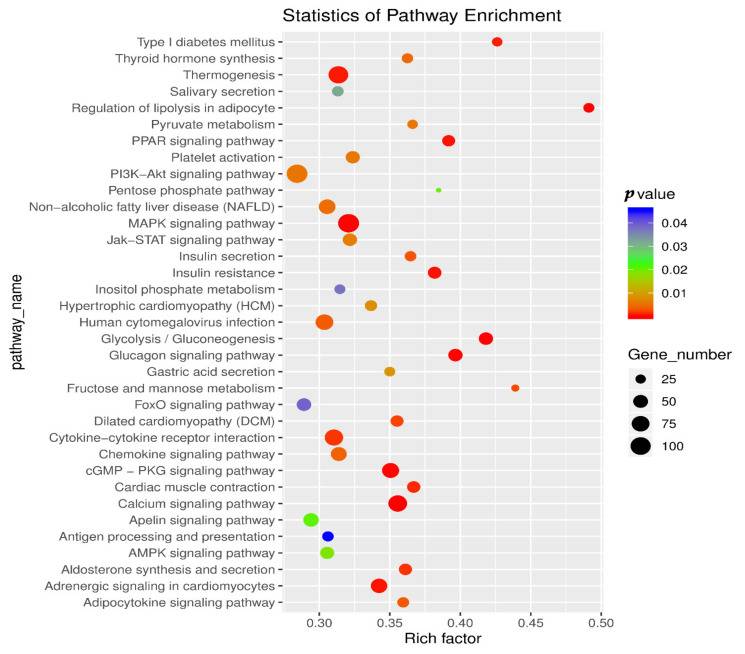 Statistics of Pathway Enrichment
pathway_name
Type I diabetes mellitus
Thyroid hormone synthesis
Thermogenesis
Salivary secretion
Regulation of lipolysis in adipocyte
Pyruvate metabolism
PPAR signaling pathway
Platelet activation
PI3K−Akt signaling pathway
Pentose phosphate pathway
Non−alcoholic fatty liver disease (NAFLD)
MAPK signaling pathway
Jak−STAT signaling pathway
Insulin secretion
Insulin resistance
Inositol phosphate metabolism
Hypertrophic cardiomyopathy (HCM)
Human cytomegalovirus infection
Glycolysis / Gluconeogenesis
Glucagon signaling pathway
Gastric acid secretion
Fructose and mannose metabolism
FoxO signaling pathway
Dilated cardiomyopathy (DCM)
Cytokine−cytokine receptor interaction
Chemokine signaling pathway
cGMP − PKG signaling pathway
Cardiac muscle contraction
Calcium signaling pathway
Apelin signaling pathway
Antigen processing and presentation
AMPK signaling pathway
Aldosterone synthesis and secretion
Adrenergic signaling in cardiomyocytes
Adipocytokine signaling pathway
0.30 0.35 0.40 0.45 0.50
Rich factor
p value
0.04
0.03
0.02
0.01
Gene_number
25
50
75
100